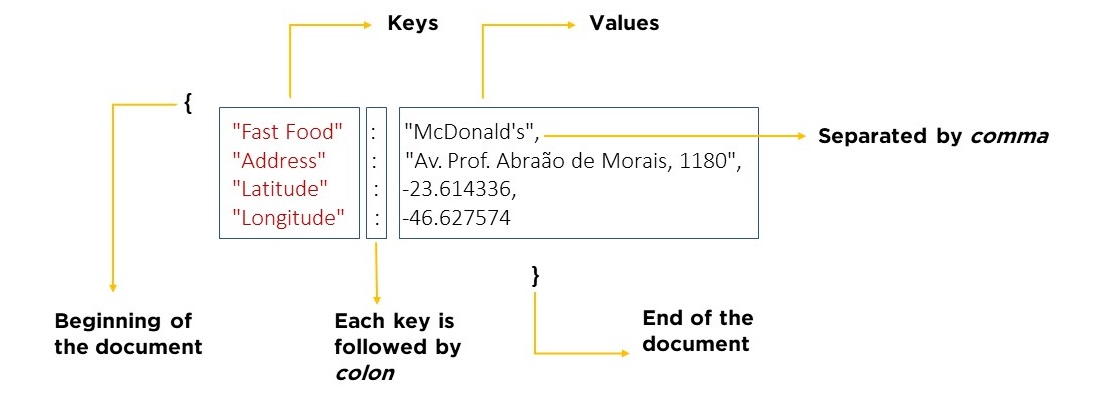 Keys
Values
{
"Fast Food" : "McDonald's",
"Address" : "Av. Prof. Abraão de Morais, 1180",
"Latitude" : -23.614336,
"Longitude" : -46.627574
Separated by comma
}
Beginning of
the document
Each key is
followed by
colon
End of the
document